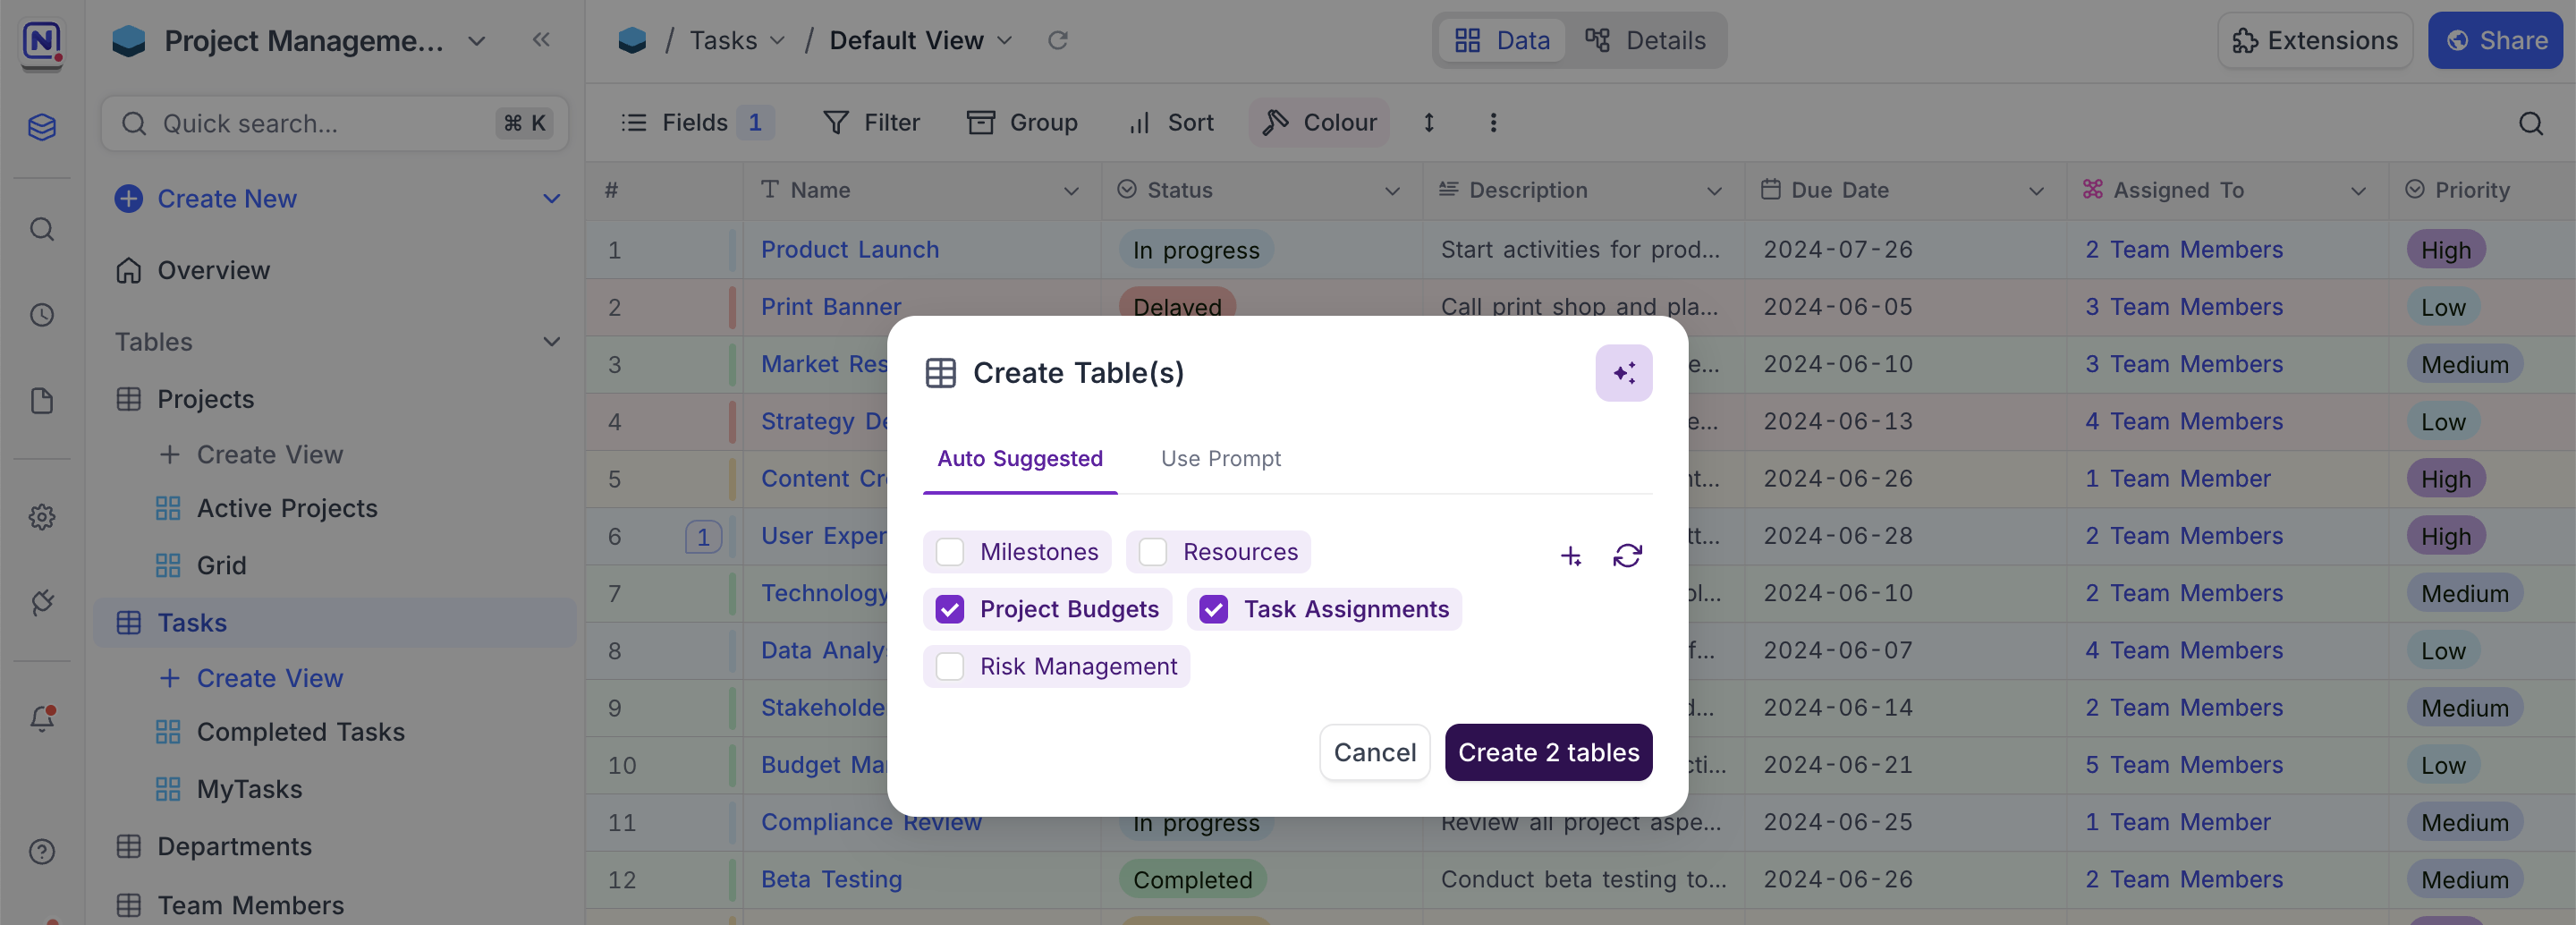 N Project Manageme... / Tasks / Default View Data Details Extensions Share
Quick search... ⌘ K
Fields 1 Filter Group Sort Colour
Create New
Overview
Tables
Projects
Create View
Active Projects
Grid
Tasks
Create View
Completed Tasks
MyTasks
Departments
Team Members
# Name Status Description Due Date Assigned To Priority
1 Product Launch In progress Start activities for prod... 2024-07-26 2 Team Members High
2 Print Banner Delayed Call print shop and pla... 2024-06-05 3 Team Members Low
3 Market Res 2024-06-10 3 Team Members Medium
4 Strategy De 2024-06-13 4 Team Members Low
5 Content Cr 2024-06-26 1 Team Member High
6 1 User Exper 2024-06-28 2 Team Members High
7 Technology 2024-06-10 2 Team Members Medium
8 Data Analy 2024-06-07 4 Team Members Low
9 Stakeholde 2024-06-14 2 Team Members Medium
10 Budget Ma 2024-06-21 5 Team Members Low
11 Compliance Review In progress Review all project aspe... 2024-06-25 1 Team Member Medium
12 Beta Testing Completed Conduct beta testing to... 2024-06-26 2 Team Members Medium
Create Table(s)
Auto Suggested Use Prompt
Milestones Resources
Project Budgets Task Assignments
Risk Management
Cancel Create 2 tables